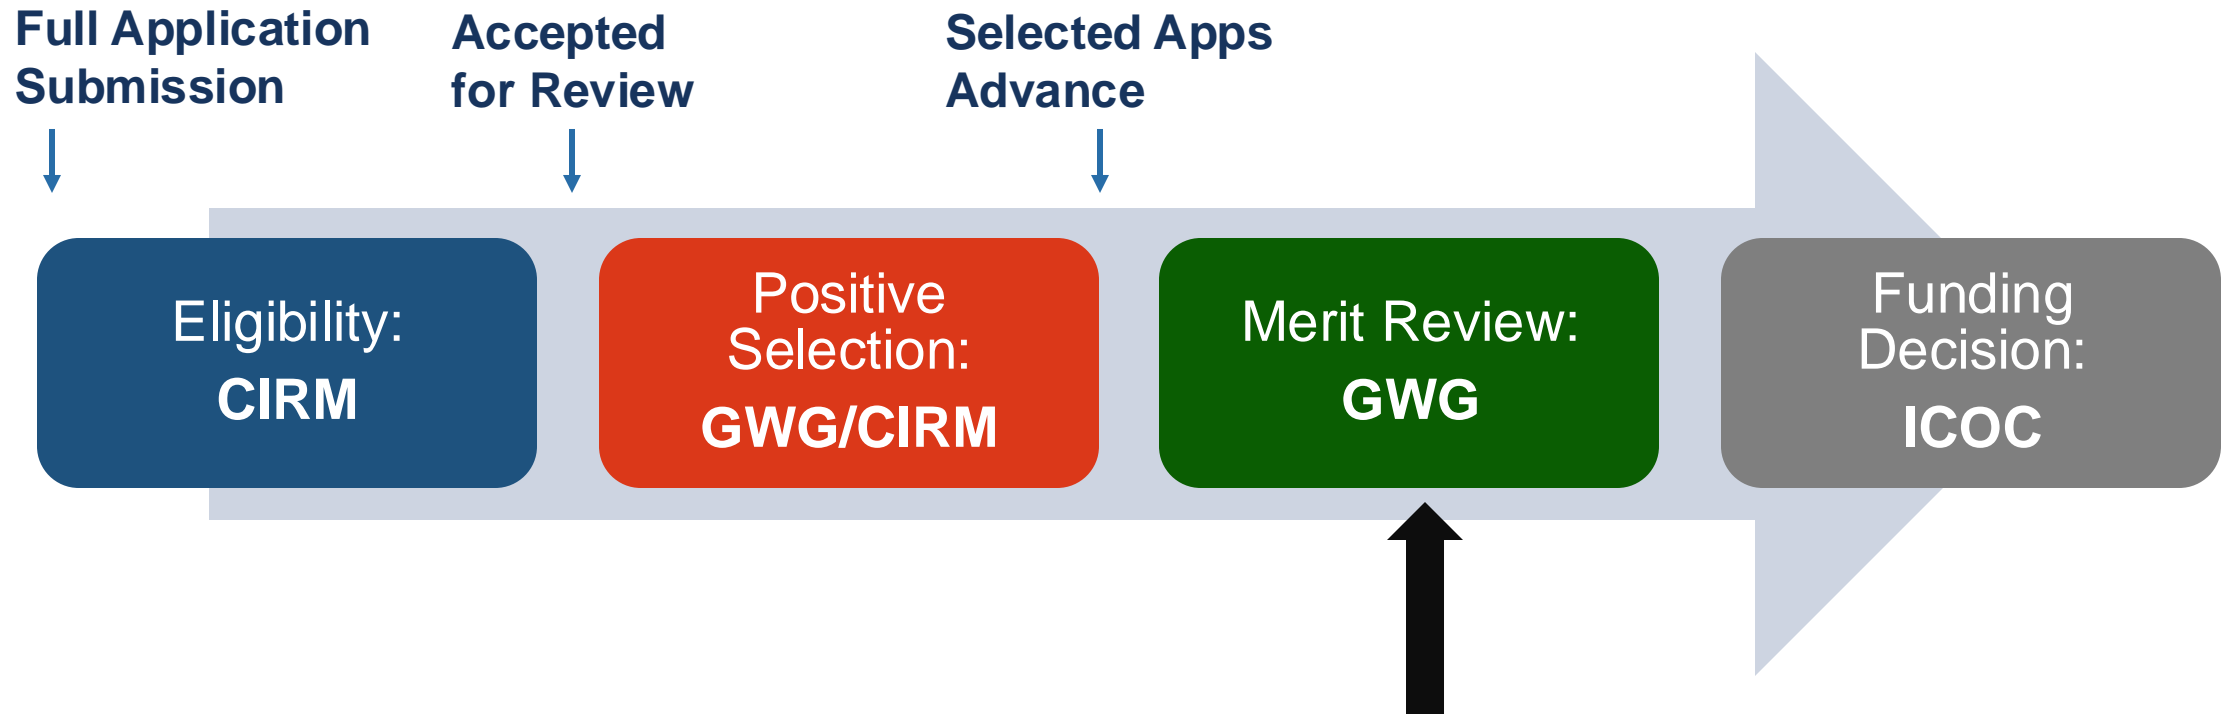 Full Application
Submission
Accepted
for Review
Selected Apps
Advance
Eligibility:
CIRM
Positive
Selection:
GWG/CIRM
Merit Review:
GWG
Funding
Decision:
ICOC